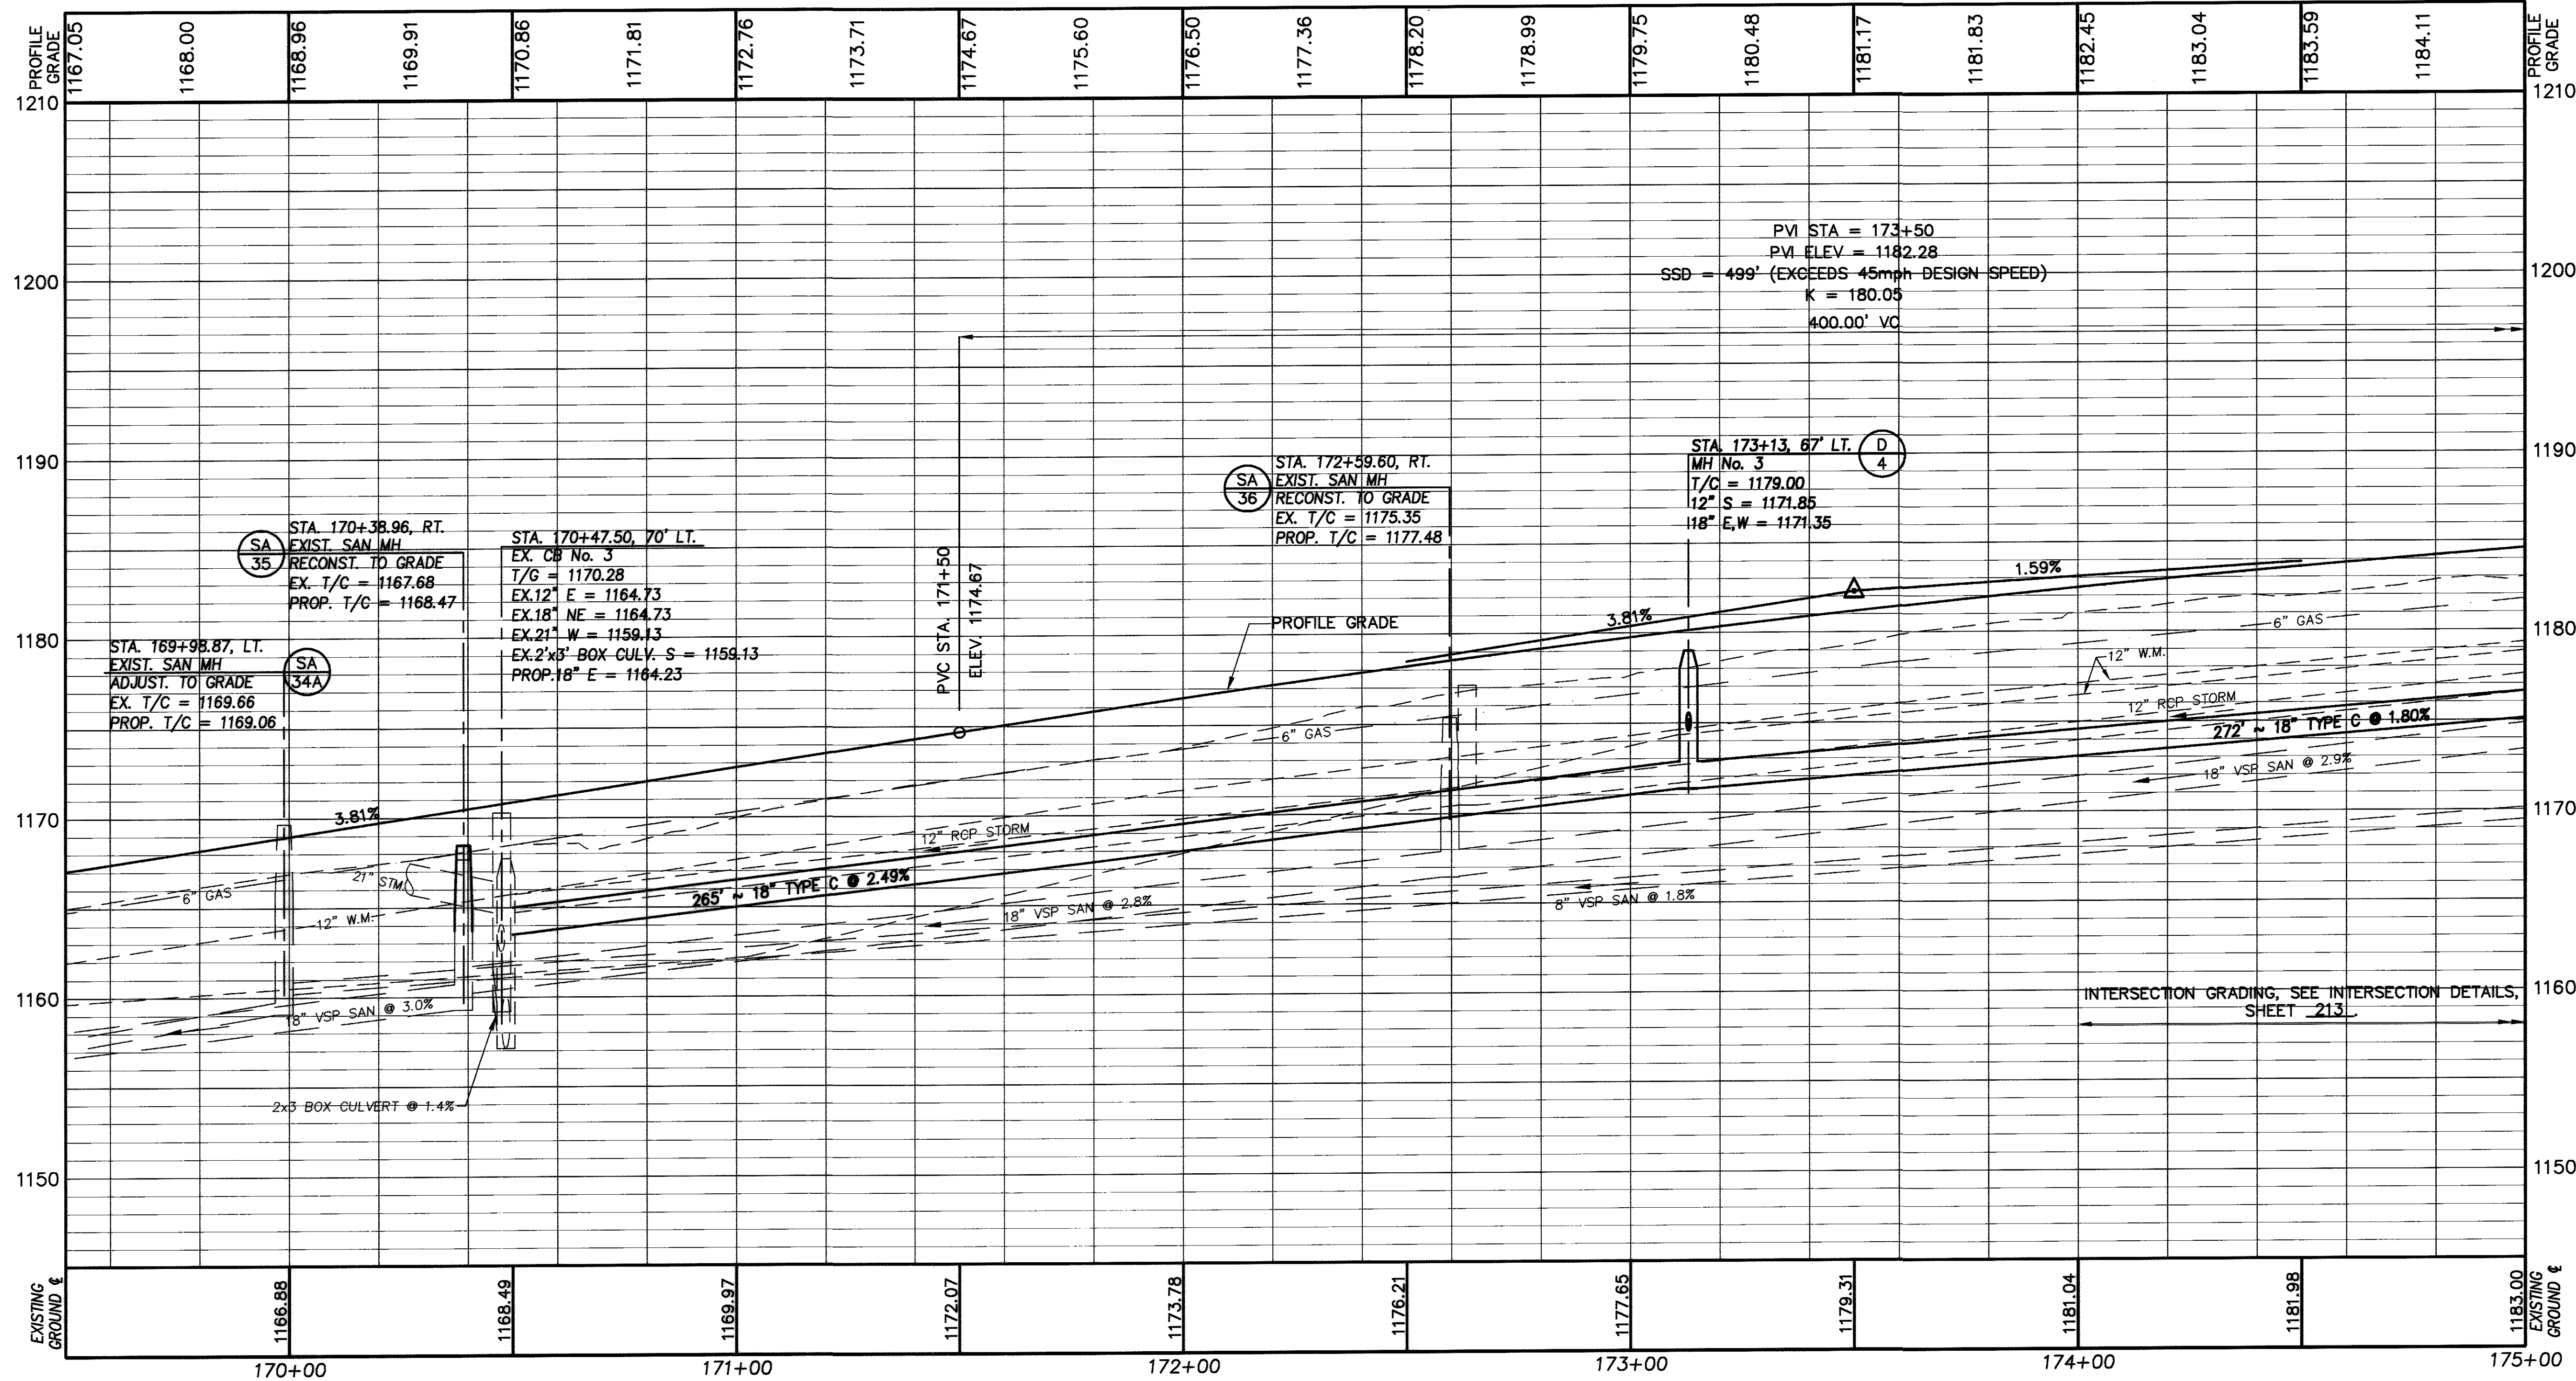 PROFILE
GRADE
1167.05
1168.00
1168.96
1169.91
1170.86
1171.81
1172.76
1173.71
1174.67
1175.60
1176.50
1177.36
1178.20
1178.99
1179.75
1180.48
1181.17
1181.83
1182.45
1183.04
1183.59
1184.11
PROFILE
GRADE
1210
1210
PVI STA = 173+50
PVI ELEV = 1182.28
SSD = 499' (EXCEEDS 45mph DESIGN SPEED)
K = 180.05
400.00' VC
1200
1200
1190
1190
STA. 173+13, 67' LT.
MH No. 3
T/C = 1179.00
12" S = 1171.85
18" E,W = 1171.35
D
4
STA. 172+59.60, RT.
EXIST. SAN MH
RECONST. TO GRADE
EX. T/C = 1175.35
PROP. T/C = 1177.48
SA
36
STA. 170+38.96, RT.
EXIST. SAN MH
RECONST. TO GRADE
EX. T/C = 1167.68
PROP. T/C = 1168.47
SA
35
STA. 170+47.50, 70' LT.
EX. CB No. 3
T/G = 1170.28
EX.12" E = 1164.73
EX.18" NE = 1164.73
EX.21" W = 1159.13
EX.2'x3' BOX CULV. S = 1159.13
PROP.18" E = 1164.23
PVC STA. 171+50
ELEV. 1174.67
STA. 169+98.87, LT.
EXIST. SAN MH
ADJUST. TO GRADE
EX. T/C = 1169.66
PROP. T/C = 1169.06
SA
34A
1180
1180
PROFILE GRADE
3.81%
1.59%
6" GAS
12" W.M.
12" RCP STORM
272' ~ 18" TYPE C @ 1.80%
18" VSP SAN @ 2.9%
6" GAS
1170
1170
3.81%
12" RCP STORM
21" STM.
6" GAS
12" W.M.
265' ~ 18" TYPE C @ 2.49%
18" VSP SAN @ 2.8%
8" VSP SAN @ 1.8%
1160
1160
18" VSP SAN @ 3.0%
INTERSECTION GRADING, SEE INTERSECTION DETAILS,
SHEET 213.
2x3 BOX CULVERT @ 1.4%
1150
1150
EXISTING
GROUND ℄
1166.88
1168.49
1169.97
1172.07
1173.78
1176.21
1177.65
1179.31
1181.04
1181.98
1183.00
EXISTING
GROUND ℄
170+00
171+00
172+00
173+00
174+00
175+00